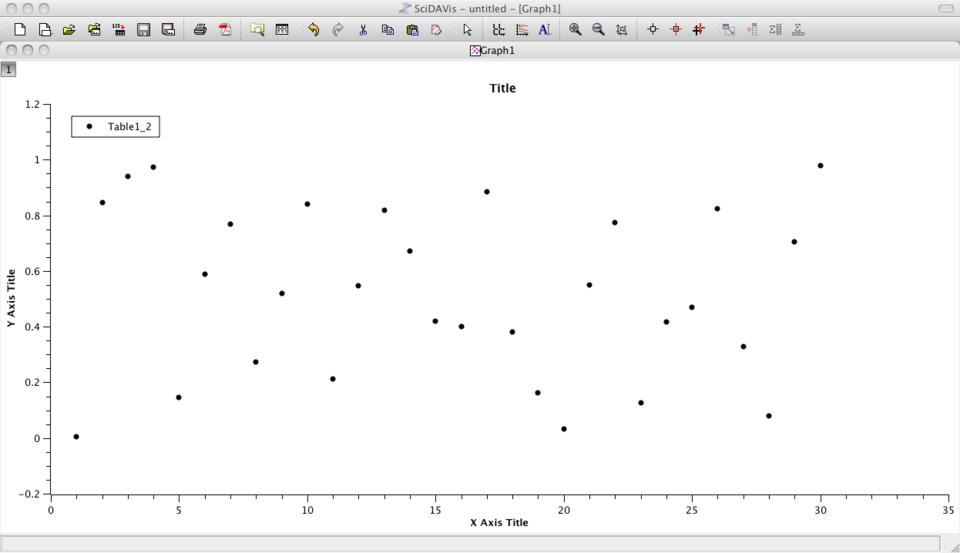 SciDAVis - untitled - [Graph1]
Graph1
1
Title
Table1_2
1.2
1
0.8
0.6
0.4
0.2
0
-0.2
Y Axis Title
0 5 10 15 20 25 30 35
X Axis Title